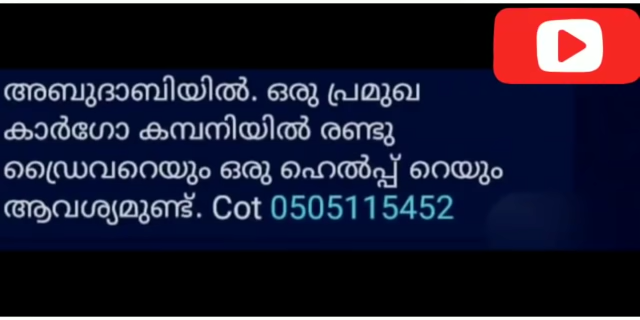 അബുദാബിയിൽ. ഒരു പ്രമുഖ
കാർഗോ കമ്പനിയിൽ രണ്ടു
ഡ്രൈവറെയും ഒരു ഹെൽപ്പ് റെയും
ആവശ്യമുണ്ട്. Cot 0505115452